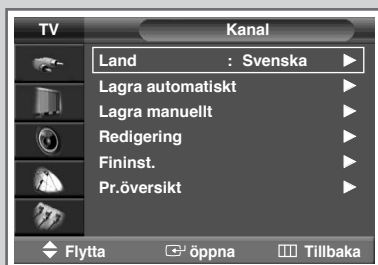 TV Kanal
Land : Svenska
Lagra automatiskt
Lagra manuellt
Redigering
Fininst.
Pr.översikt
Flytta öppna Tillbaka